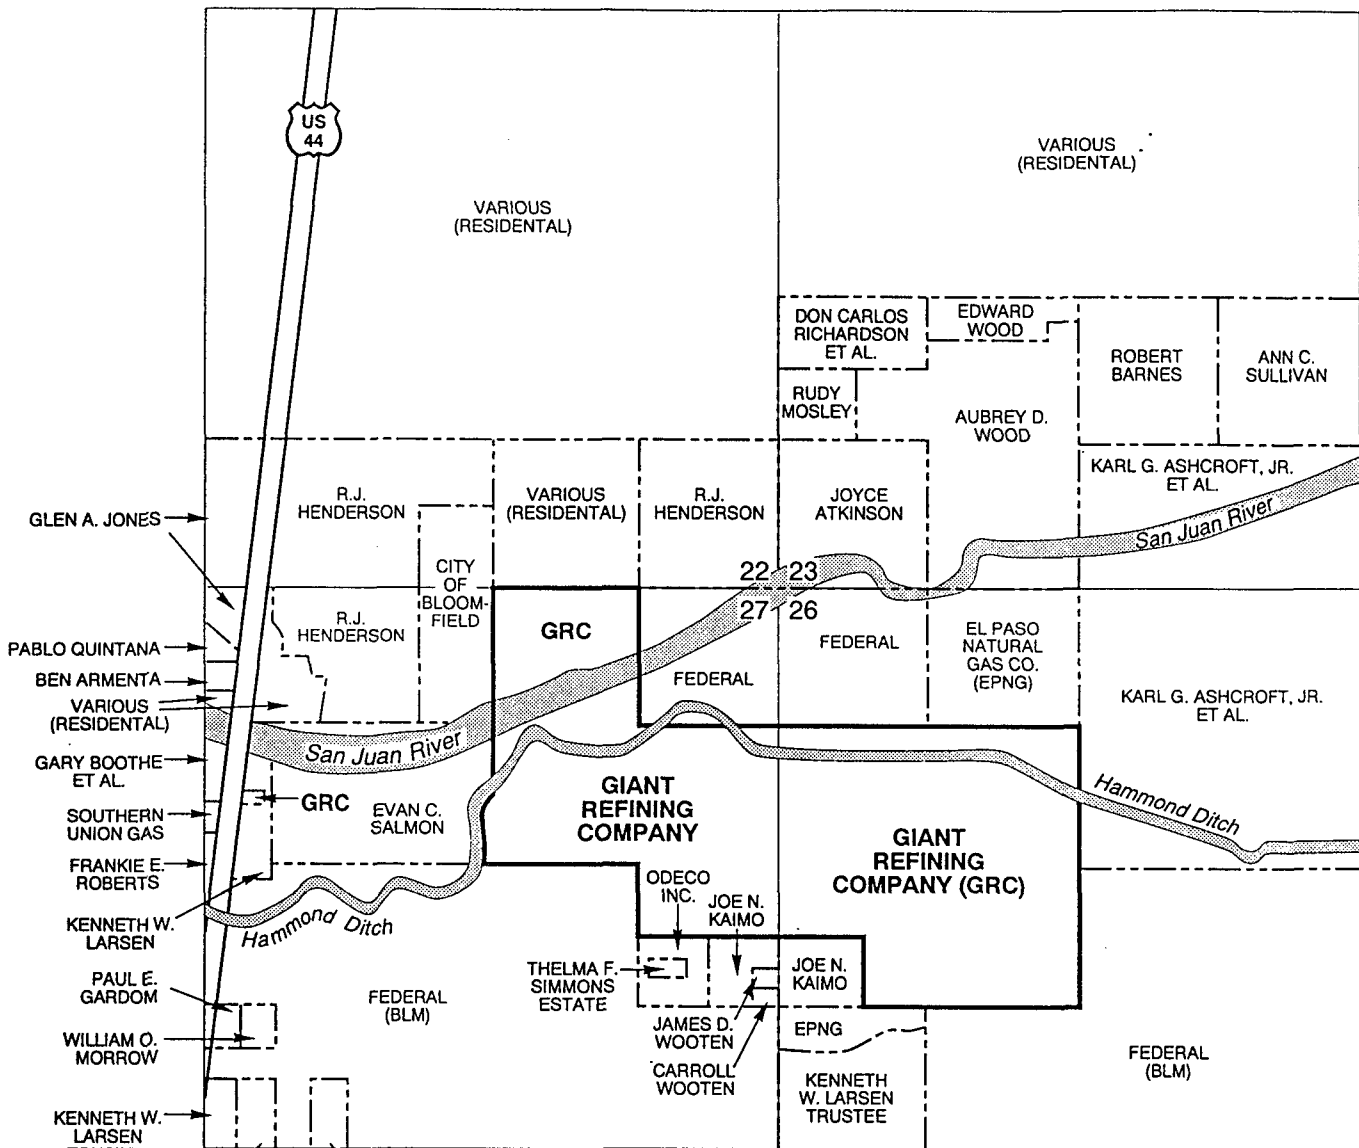 US
44
VARIOUS
(RESIDENTAL)
VARIOUS
(RESIDENTAL)
DON CARLOS
RICHARDSON
ET AL.
EDWARD
WOOD
ROBERT
BARNES
ANN C.
SULLIVAN
RUDY
MOSLEY
AUBREY D.
WOOD
KARL G. ASHCROFT, JR.
ET AL.
R.J.
HENDERSON
VARIOUS
(RESIDENTAL)
R.J.
HENDERSON
JOYCE
ATKINSON
San Juan River
GLEN A. JONES
CITY
OF
BLOOM-
FIELD
22 23
27 26
R.J.
HENDERSON
GRC
FEDERAL
EL PASO
NATURAL
GAS CO.
(EPNG)
PABLO QUINTANA
BEN ARMENTA
FEDERAL
KARL G. ASHCROFT, JR.
ET AL.
VARIOUS
(RESIDENTAL)
San Juan River
GARY BOOTHE
ET AL.
GRC
EVAN C.
SALMON
GIANT
REFINING
COMPANY
Hammond Ditch
SOUTHERN
UNION GAS
GIANT
REFINING
COMPANY (GRC)
FRANKIE E.
ROBERTS
ODECO
INC.
JOE N.
KAIMO
KENNETH W.
LARSEN
Hammond Ditch
THELMA F.
SIMMONS
ESTATE
JOE N.
KAIMO
PAUL E.
GARDOM
FEDERAL
(BLM)
WILLIAM O.
MORROW
JAMES D.
WOOTEN
EPNG
CARROLL
WOOTEN
FEDERAL
(BLM)
KENNETH
W. LARSEN
TRUSTEE
KENNETH W.
LARSEN